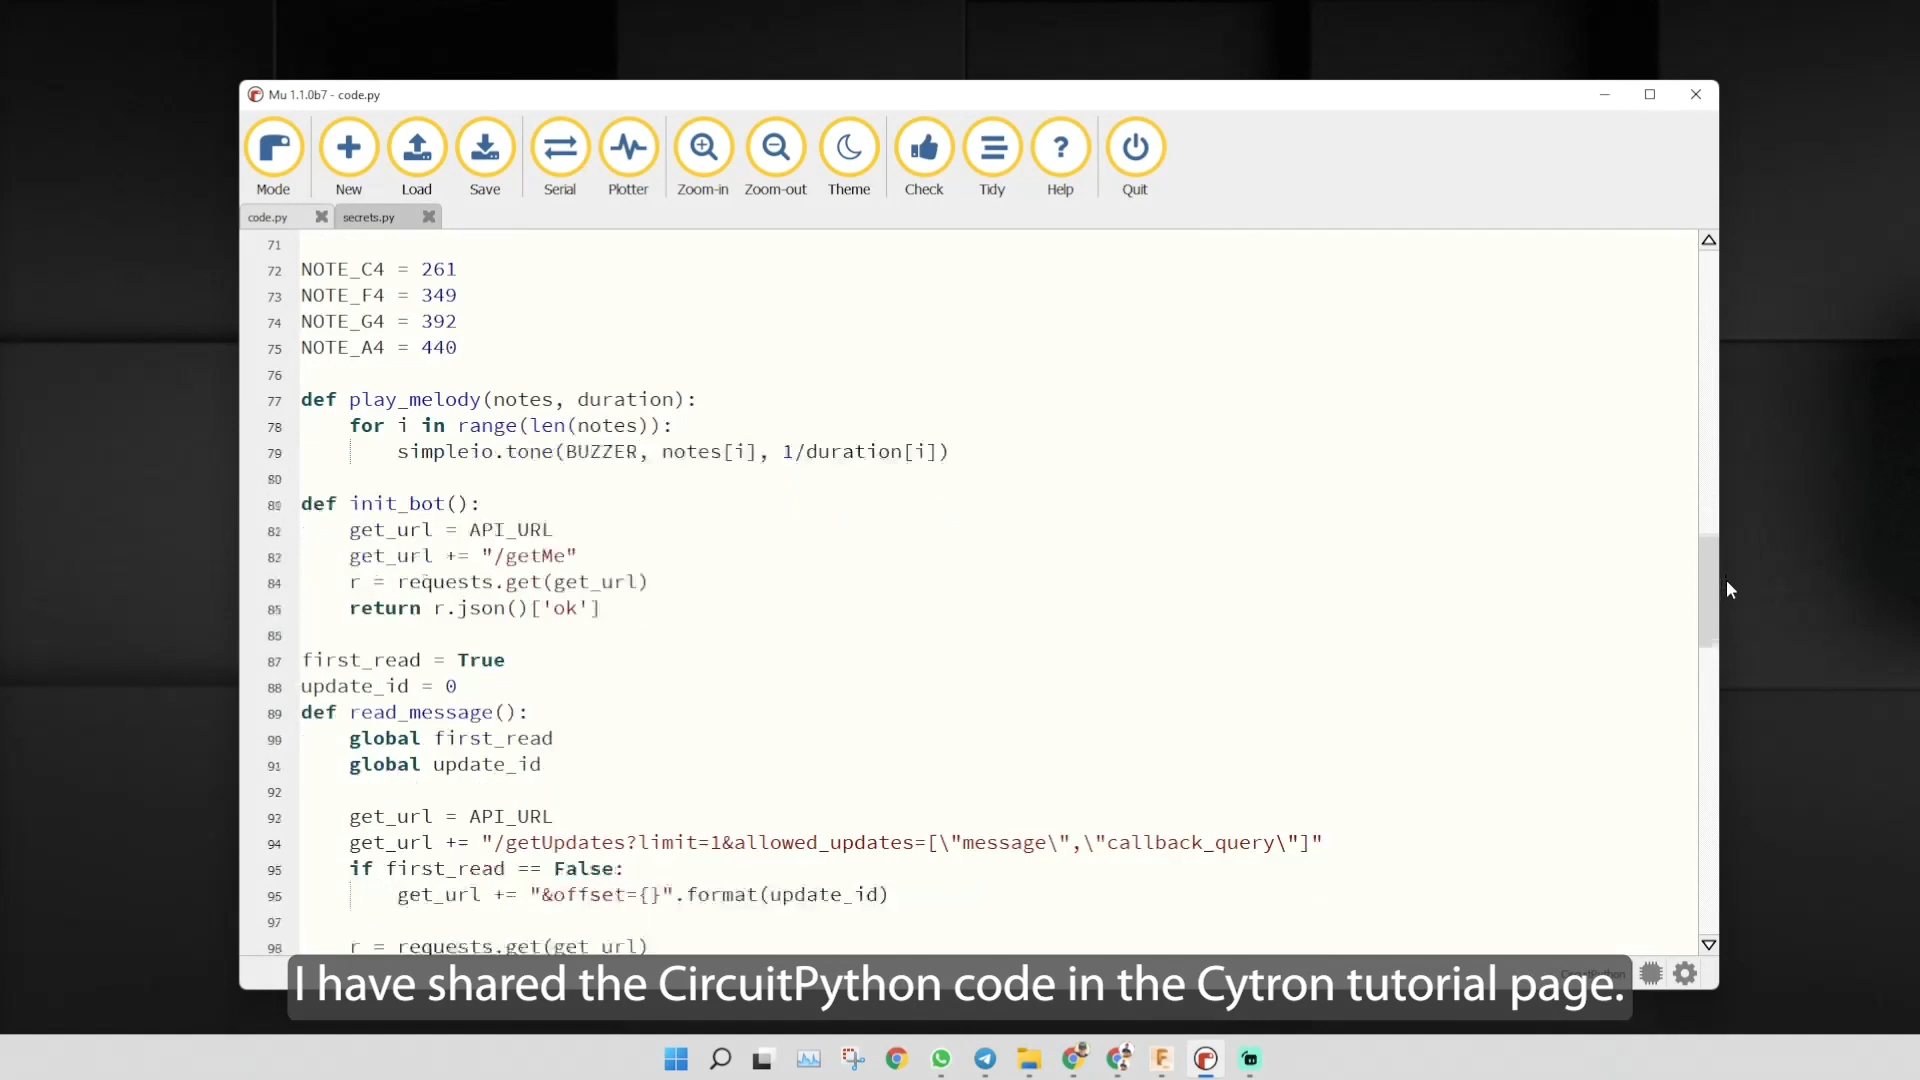 Mu 1.1.0b7 - code.py
Mode New Load Save Serial Plotter Zoom-in Zoom-out Theme Check Tidy Help Quit
code.py secrets.py
71
72 NOTE_C4 = 261
73 NOTE_F4 = 349
74 NOTE_G4 = 392
75 NOTE_A4 = 440
76
77 def play_melody(notes, duration):
78 for i in range(len(notes)):
79 simpleio.tone(BUZZER, notes[i], 1/duration[i])
80
def init_bot():
82 get_url = API_URL
82 get_url += "/getMe"
84 r = requests.get(get_url)
85 return r.json()['ok']
85
87 first_read = True
88 update_id = 0
89 def read_message():
99 global first_read
91 global update_id
92
93 get_url = API_URL
94 get_url += "/getUpdates?limit=1&allowed_updates=[\"message\",\"callback_query\"]"
95 if first_read == False:
95 get_url += "&offset={}".format(update_id)
97
98 r = requests.get(get_url)
CircuitPython
I have shared the CircuitPython code in the Cytron tutorial page.